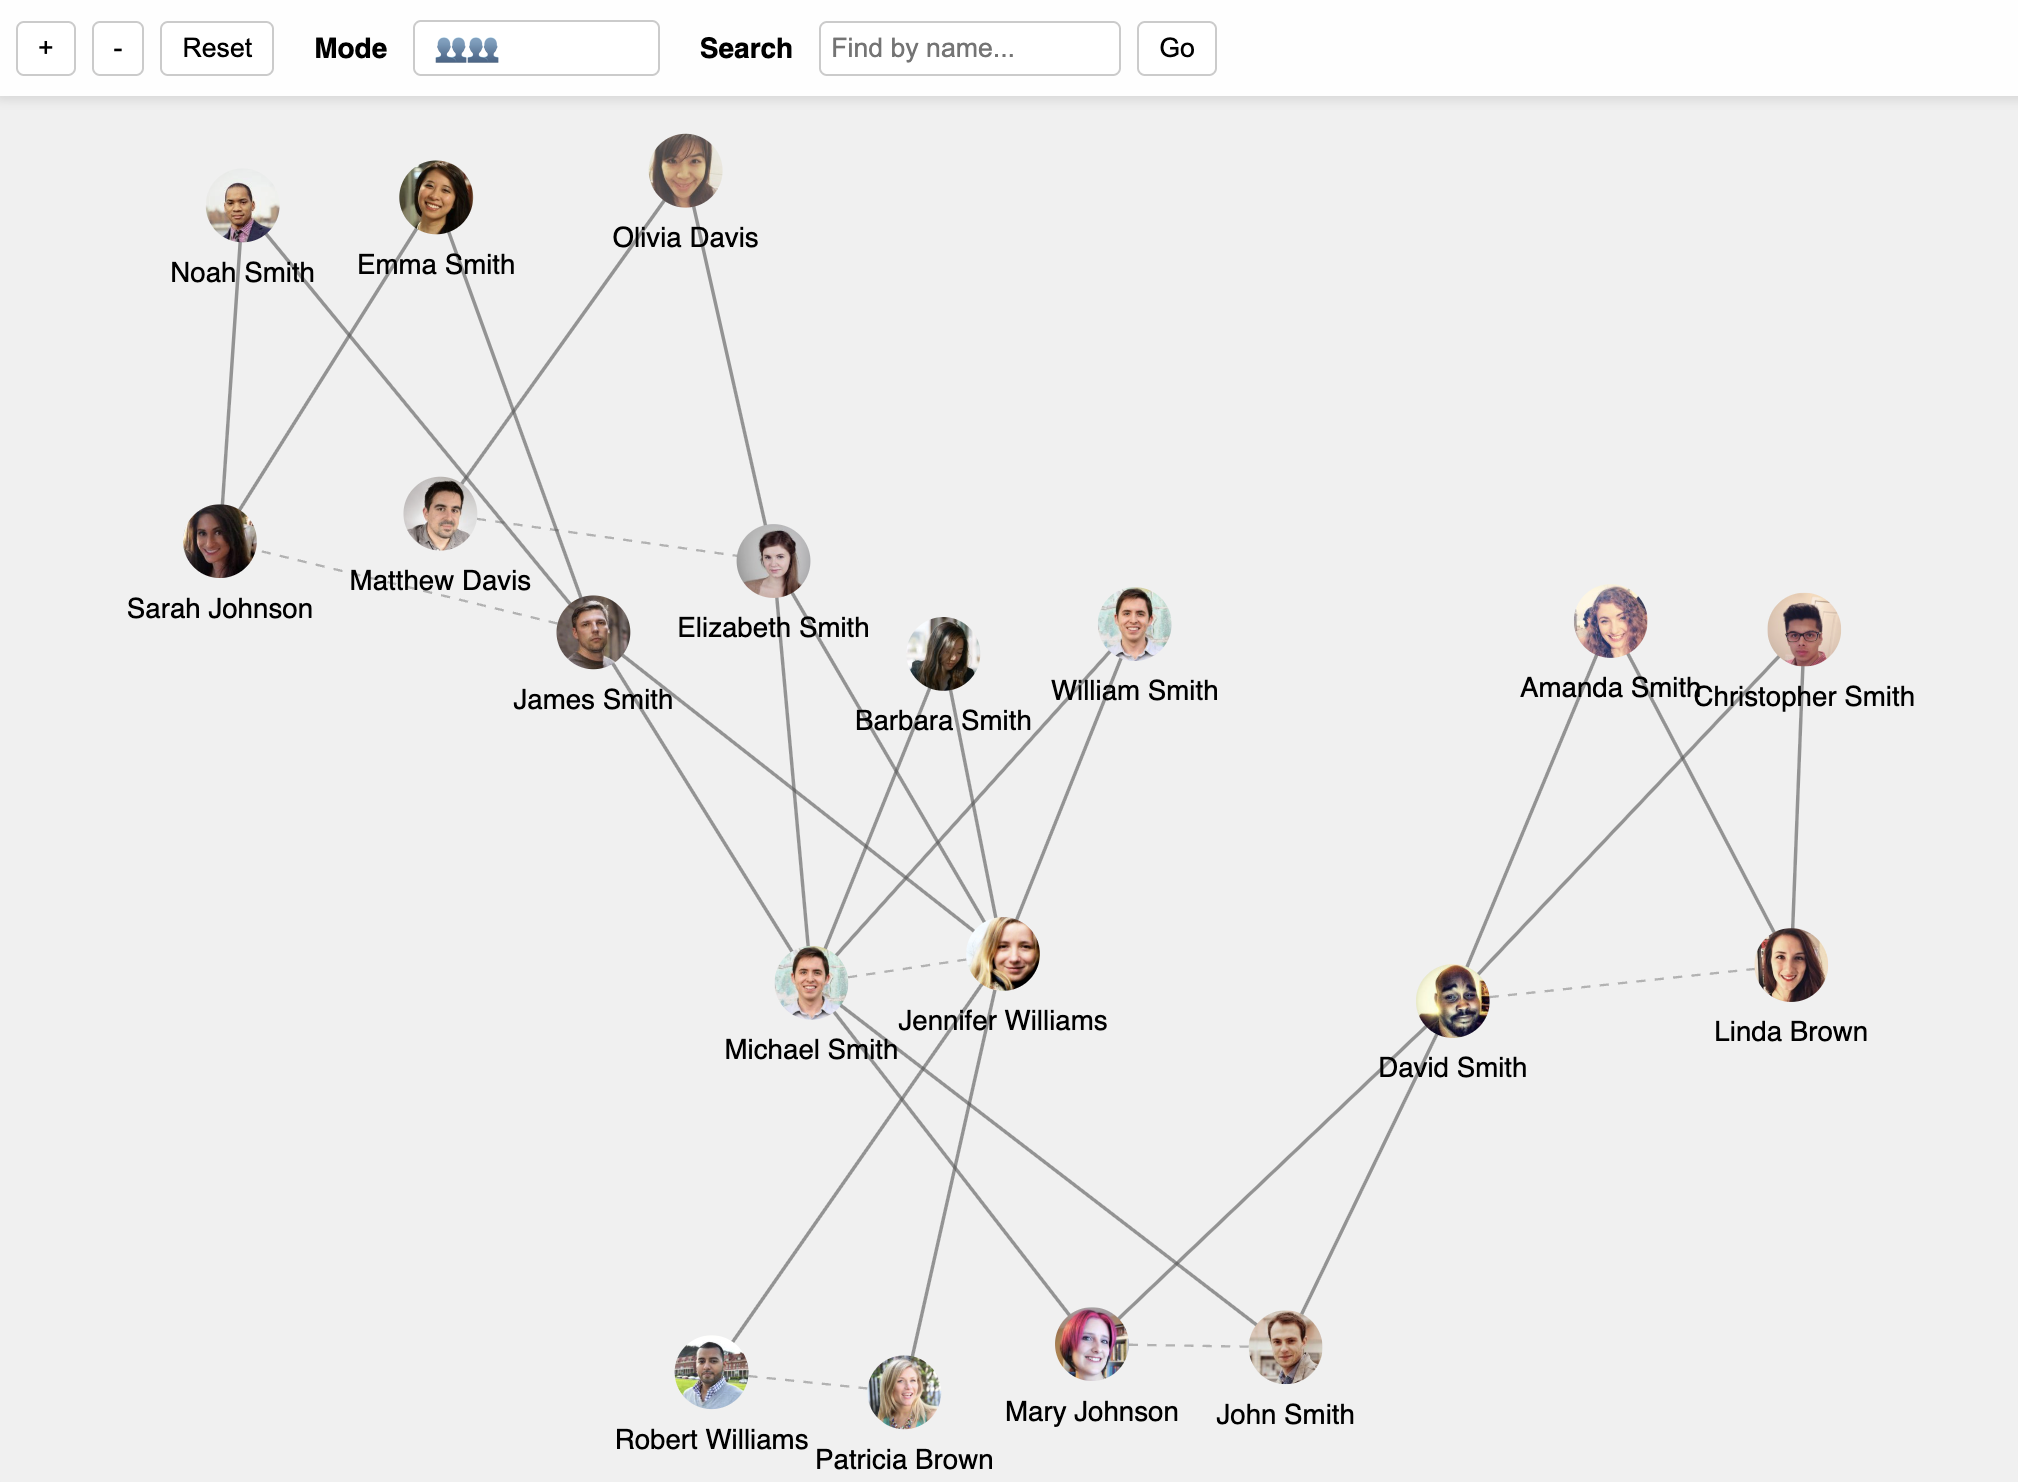 + - Reset Mode Search Find by name... Go
Olivia Davis
Noah Smith Emma Smith
Matthew Davis
Sarah Johnson
Elizabeth Smith
James Smith
Barbara Smith
William Smith
Amanda Smith
Christopher Smith
Jennifer Williams
Michael Smith
Linda Brown
David Smith
Mary Johnson
John Smith
Robert Williams
Patricia Brown